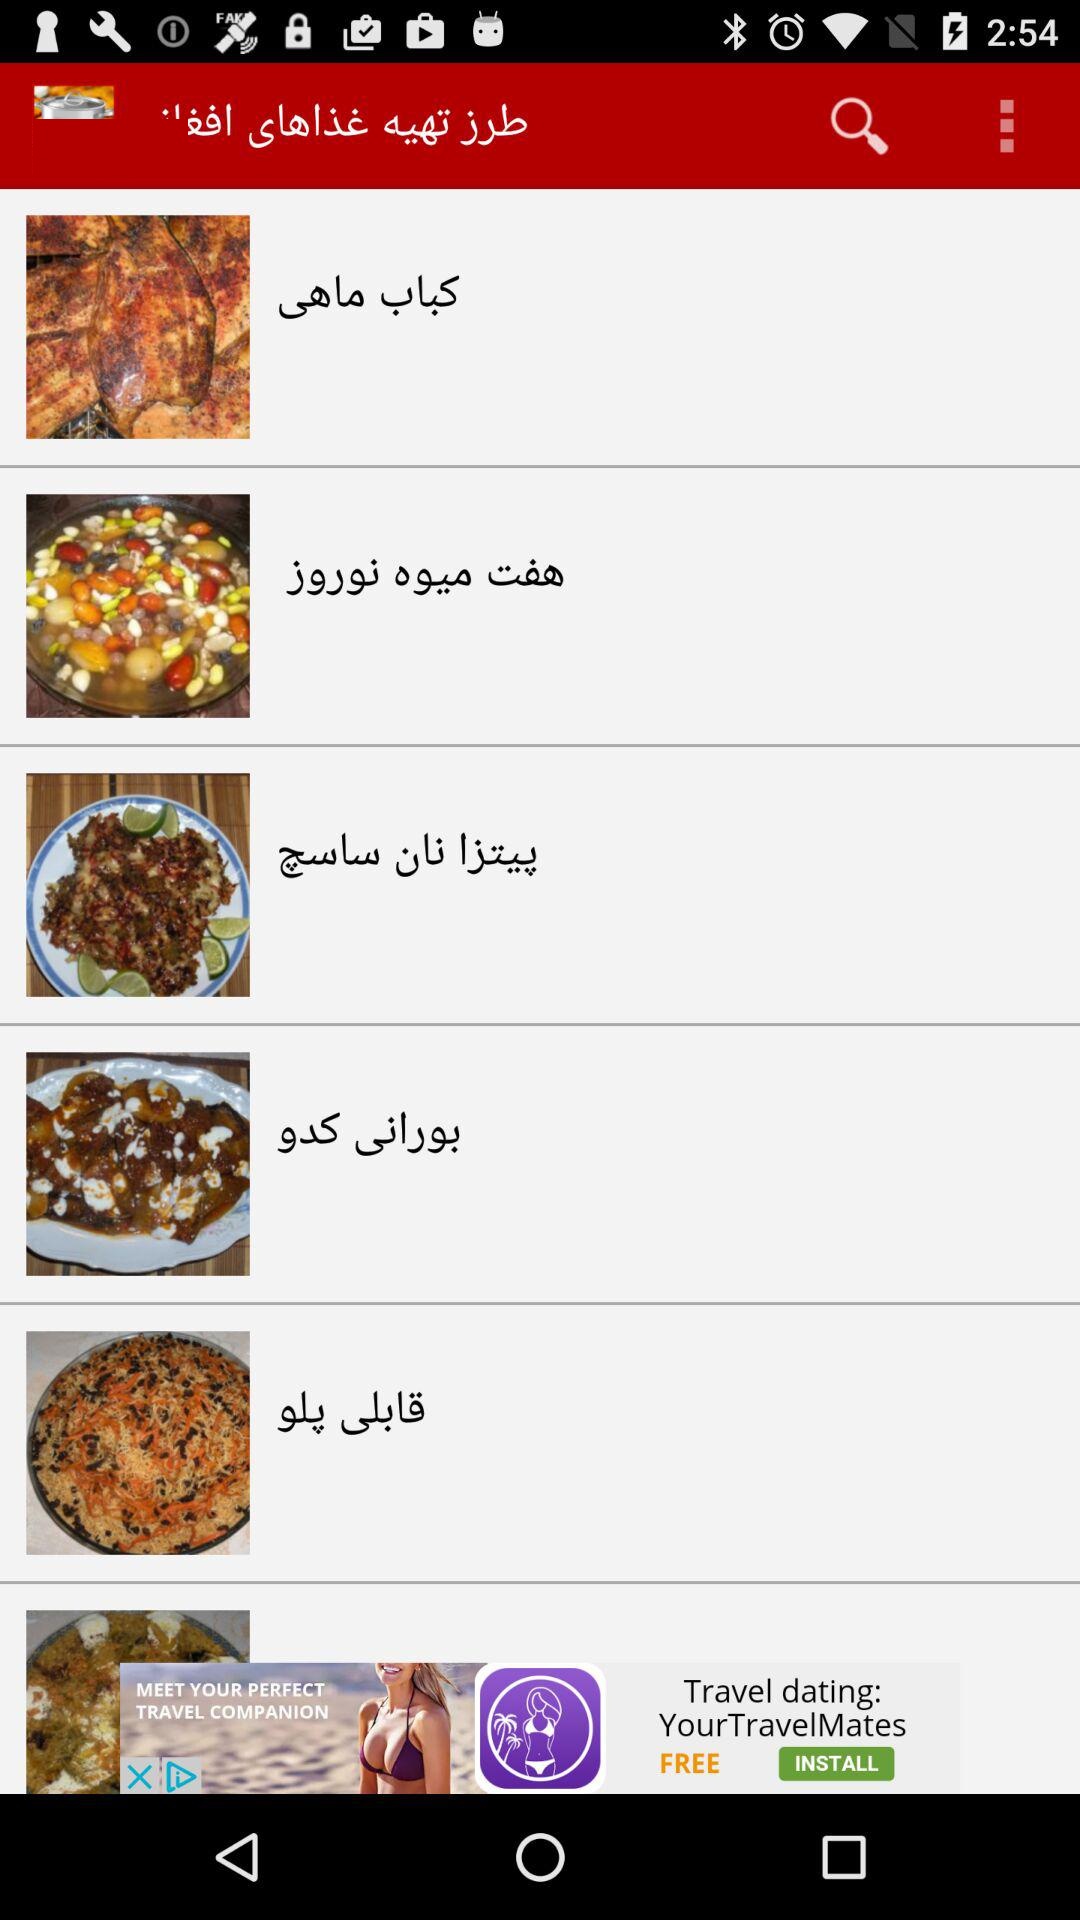 FAKE
2:54
طرز تهیه غذاهای
کباب ماهی
هفت میوه نوروز
پیتزا نان ساسچ
بورانی کدو
قابلی پلو
MEET YOUR PERFECT
TRAVEL COMPANION
Travel dating:
YourTravelMates
FREE INSTALL